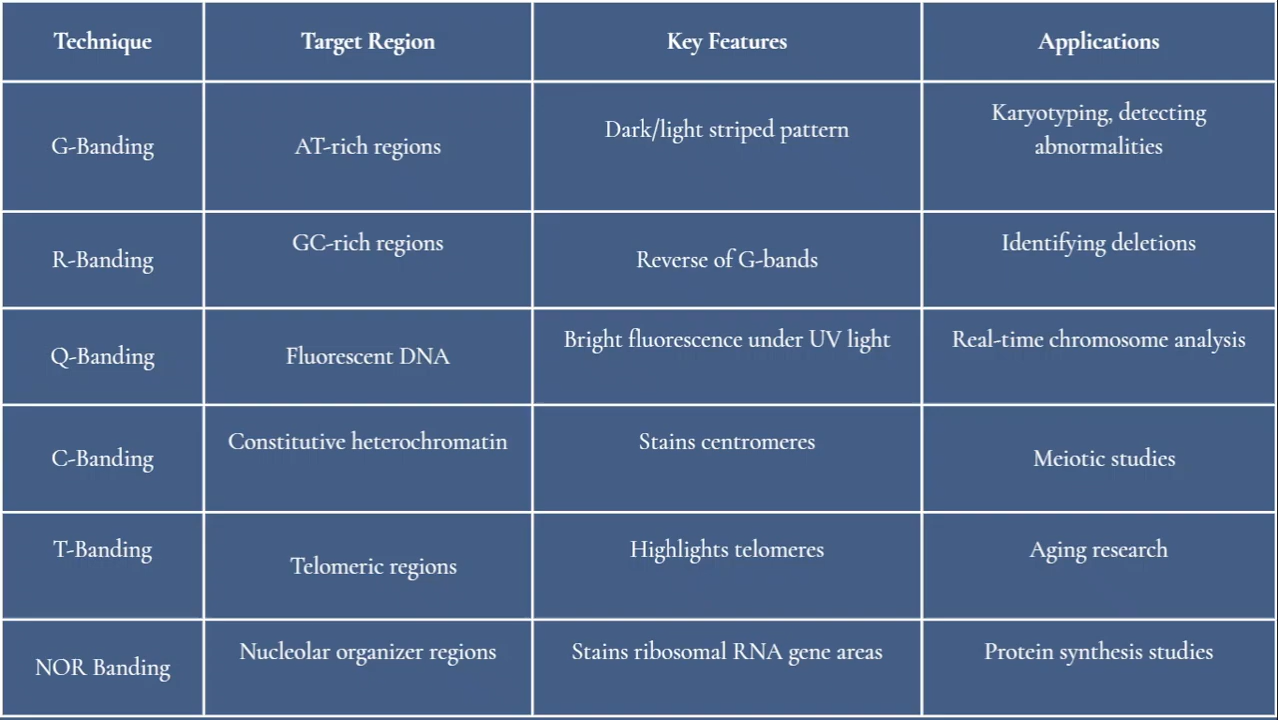 Technique
Target Region
Key Features
Applications
G-Banding
AT-rich regions
Dark/light striped pattern
Karyotyping, detecting
abnormalities
R-Banding
GC-rich regions
Reverse of G-bands
Identifying deletions
Q-Banding
Fluorescent DNA
Bright fluorescence under UV light
Real-time chromosome analysis
C-Banding
Constitutive heterochromatin
Stains centromeres
Meiotic studies
T-Banding
Telomeric regions
Highlights telomeres
Aging research
NOR Banding
Nucleolar organizer regions
Stains ribosomal RNA gene areas
Protein synthesis studies